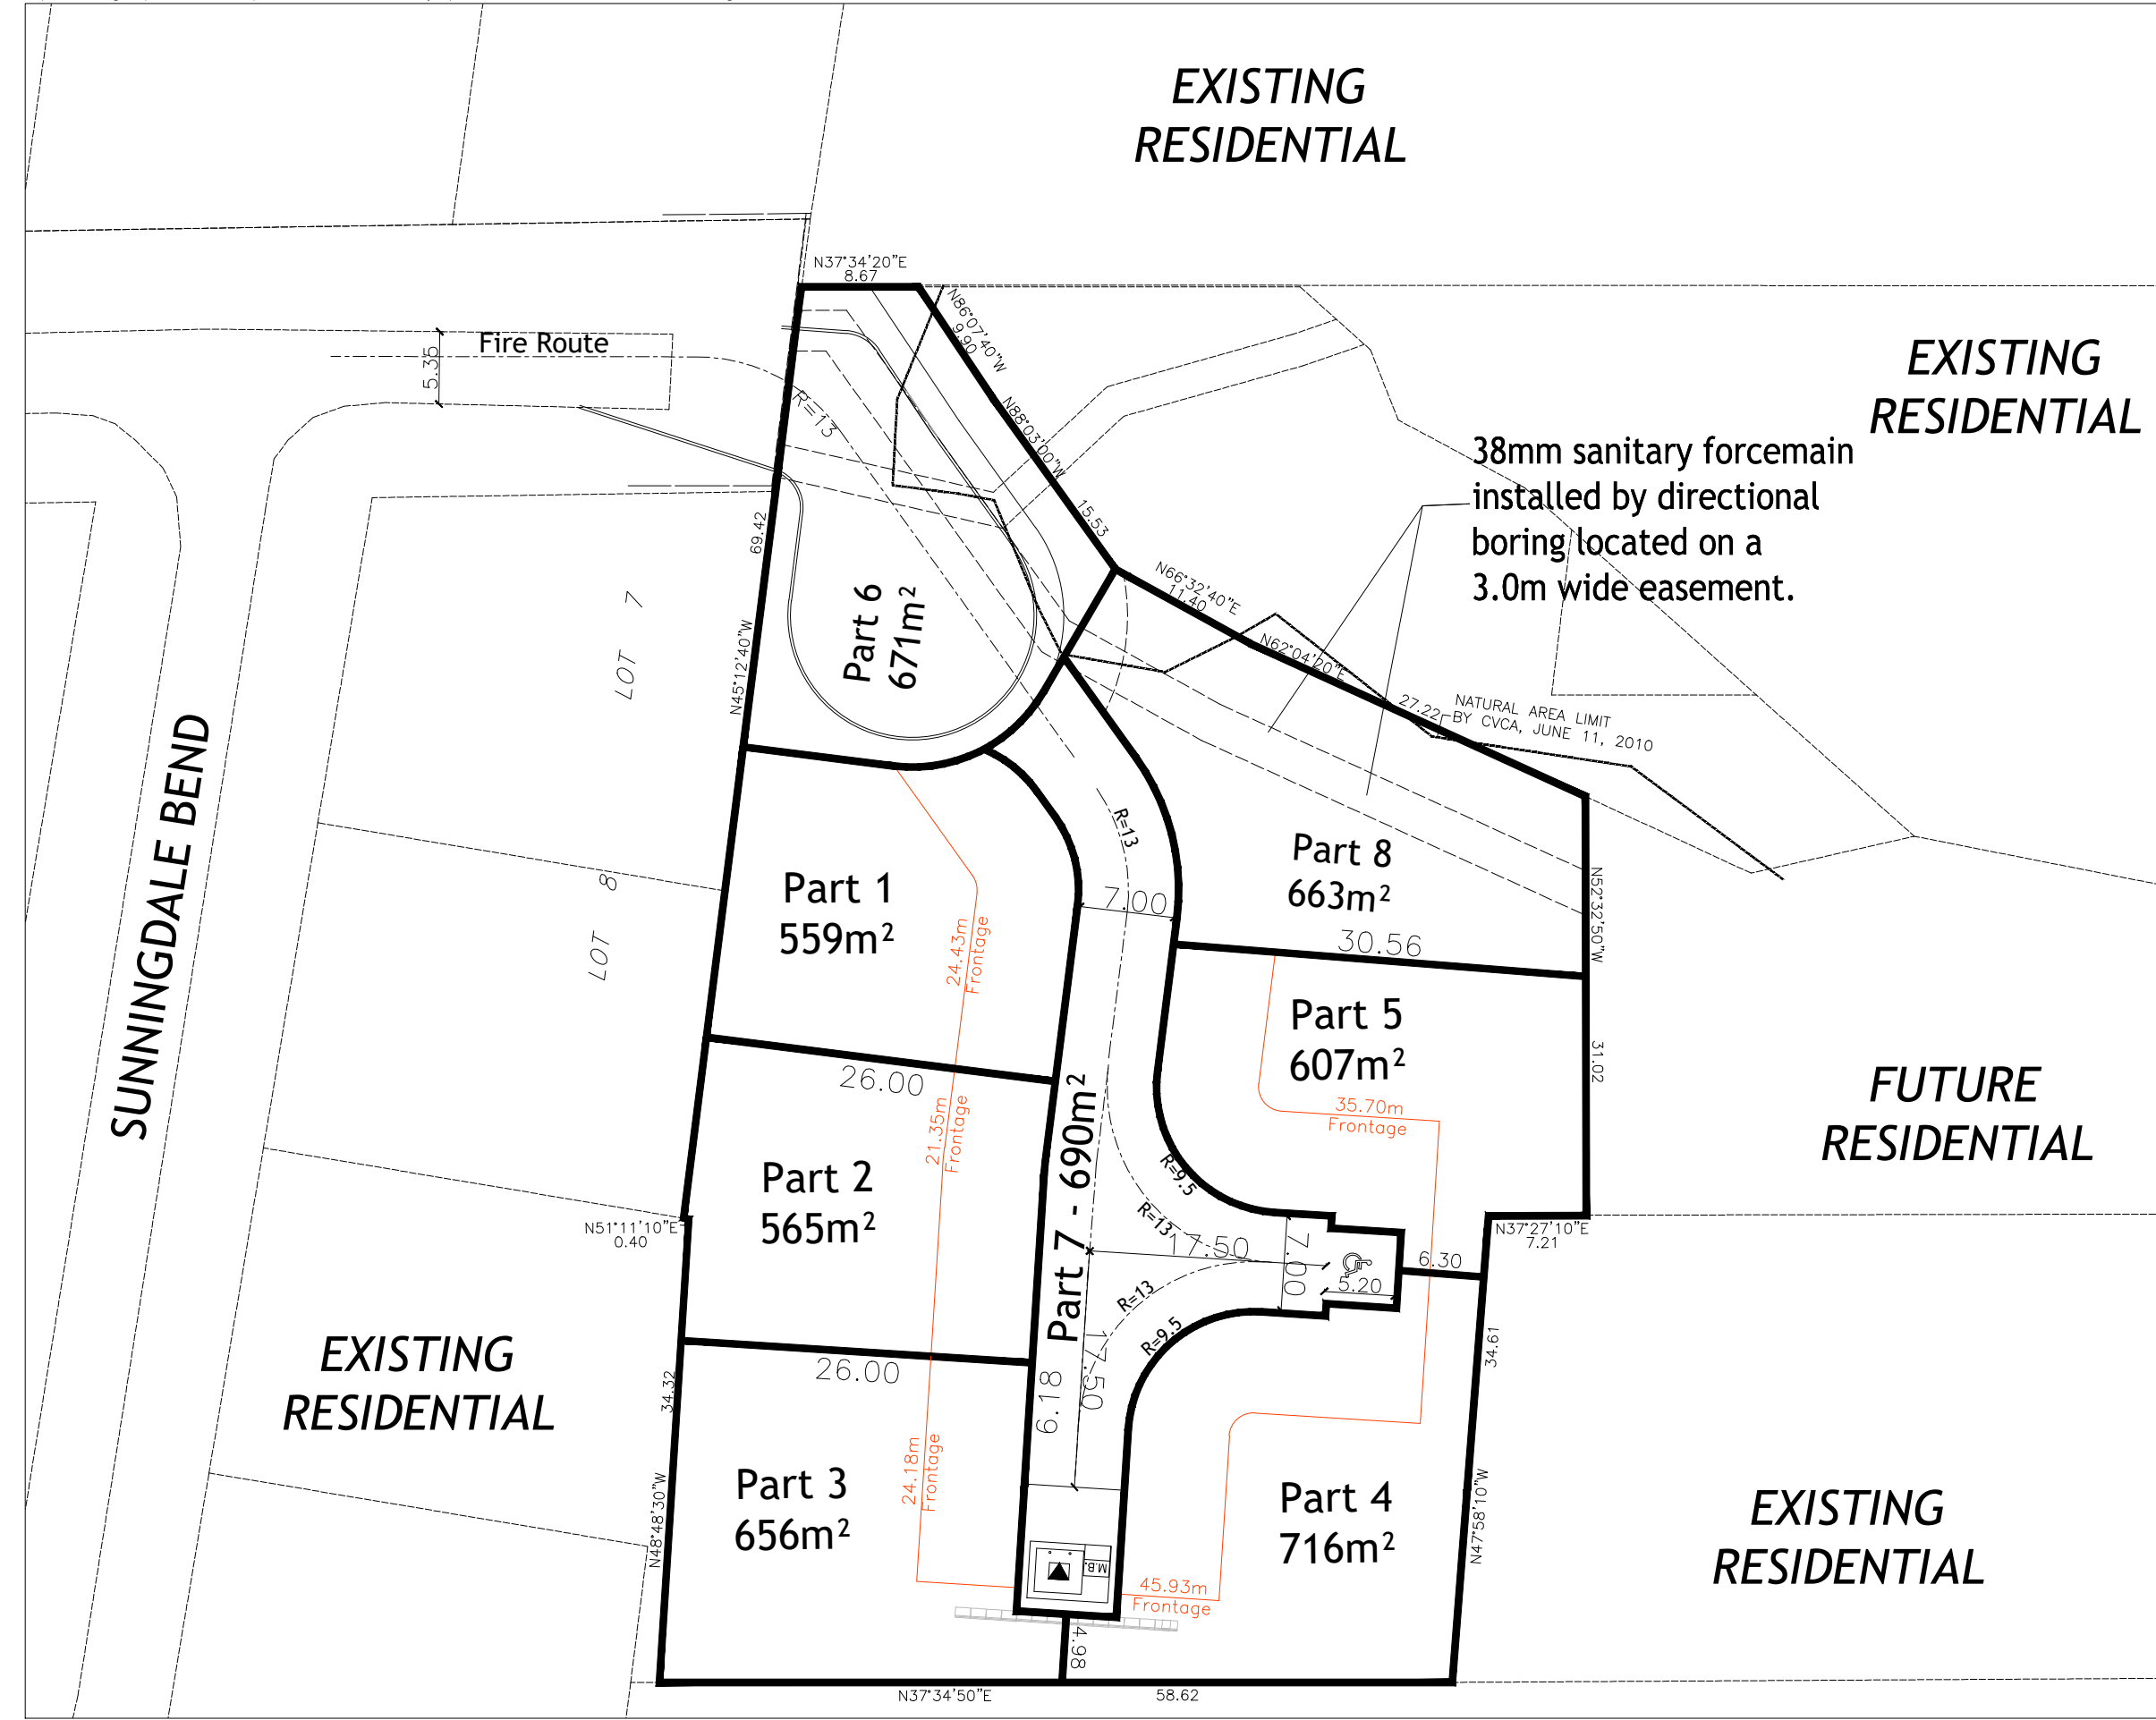 EXISTING
RESIDENTIAL
N37°34'20"E
8.67
N86°07'40"W
9.90
Fire Route
5.35
R=13
N88°03'00"W
15.53
EXISTING
RESIDENTIAL
38mm sanitary forcemain
installed by directional
boring located on a
3.0m wide easement.
69.42
N45°12'40"W
LOT 7
Part 6
671m²
N66°32'40"E
11.40
N62°04'20"E
27.22
NATURAL AREA LIMIT
BY CVCA, JUNE 11, 2010
SUNNINGDALE BEND
LOT 8
Part 1
559m²
24.43m
Frontage
R=13
7.00
Part 8
663m²
30.56
N52°32'50"W
31.02
Part 5
607m²
35.70m
Frontage
26.00
21.35m
Frontage
Part 2
565m²
Part 7 - 690m²
R=9.5
R=13
17.50
7.00
5.20
6.30
N37°27'10"E
7.21
FUTURE
RESIDENTIAL
N51°11'10"E
0.40
R=13
R=9.5
17.50
6.18
EXISTING
RESIDENTIAL
34.32
N48°48'30"W
26.00
24.18m
Frontage
Part 3
656m²
34.61
N47°58'10"W
Part 4
716m²
EXISTING
RESIDENTIAL
M.B.
45.93m
Frontage
4.98
N37°34'50"E
58.62